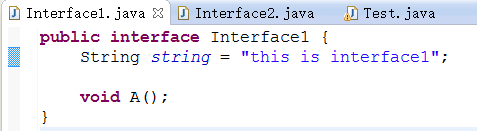 Interface1.java Interface2.java Test.java
public interface Interface1 {
    String string = "this is interface1";

    void A();
}